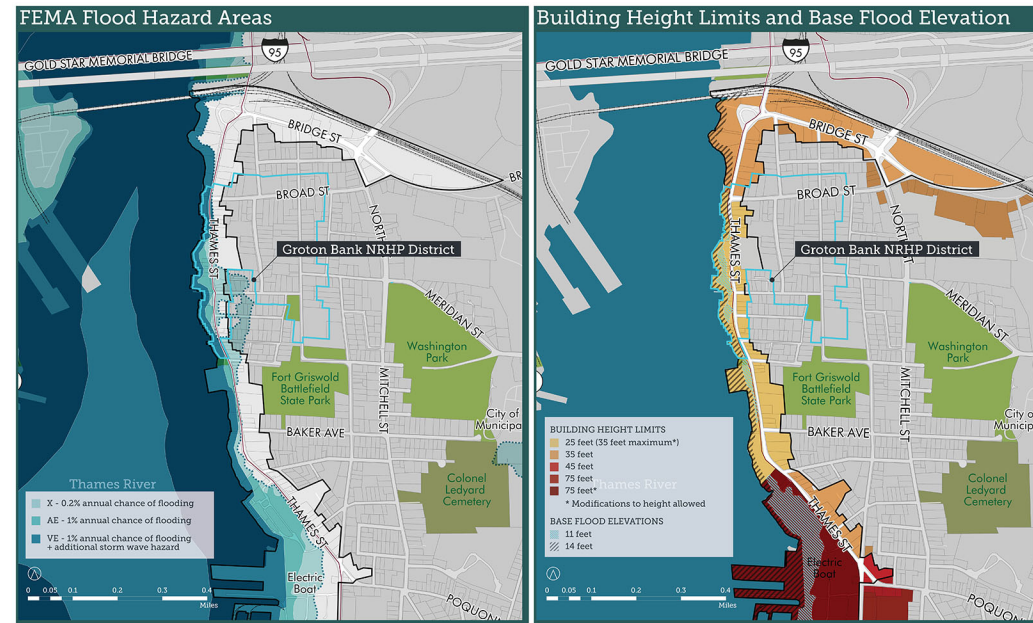 FEMA Flood Hazard Areas
GOLD STAR MEMORIAL BRIDGE
95
BRIDGE ST
BR
BROAD ST
THAMES ST
NORTH
Groton Bank NRHP District
MERIDIAN ST
Washington
Park
Fort Griswold
Battlefield
State Park
MITCHELL ST
City of
Municipa
BAKER AVE
Colonel
Ledyard
Cemetery
Thames River
X - 0.2% annual chance of flooding
AE - 1% annual chance of flooding
VE - 1% annual chance of flooding
+ additional storm wave hazard
THAMES ST
Electric
Boat
POQUON
0 0.05 0.1 0.2 0.3 0.4
Miles
Building Height Limits and Base Flood Elevation
GOLD STAR MEMORIAL BRIDGE
95
BRIDGE ST
BROAD ST
THAMES ST
NORTH
Groton Bank NRHP District
MERIDIAN ST
Washington
Park
Fort Griswold
Battlefield
State Park
MITCHELL ST
City o
Municip
BAKER AVE
Colonel
Ledyard
Cemetery
BUILDING HEIGHT LIMITS
25 feet (35 feet maximum*)
35 feet
45 feet
75 feet
75 feet*
Thames River
* Modifications to height allowed
BASE FLOOD ELEVATIONS
11 feet
14 feet
THAMES ST
Electric
Boat
POQUO
0 0.05 0.1 0.2 0.3 0.4
Miles